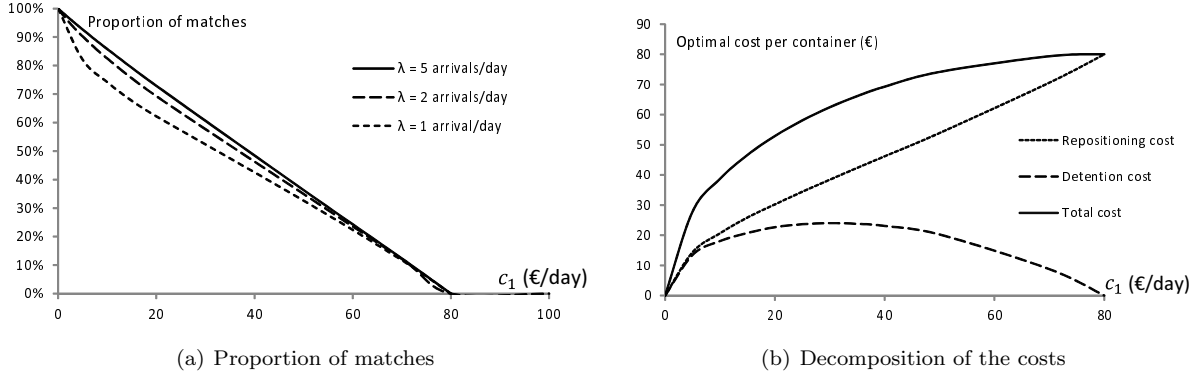 Proportion of matches
100%
90%
80%
70%
60%
50%
40%
30%
20%
10%
0%
λ = 5 arrivals/day
λ = 2 arrivals/day
λ = 1 arrival/day
c₁ (€/day)
0 20 40 60 80 100
(a) Proportion of matches
Optimal cost per container (€)
90
80
70
60
50
40
30
20
10
0
Repositioning cost
Detention cost
Total cost
c₁ (€/day)
0 20 40 60 80
(b) Decomposition of the costs